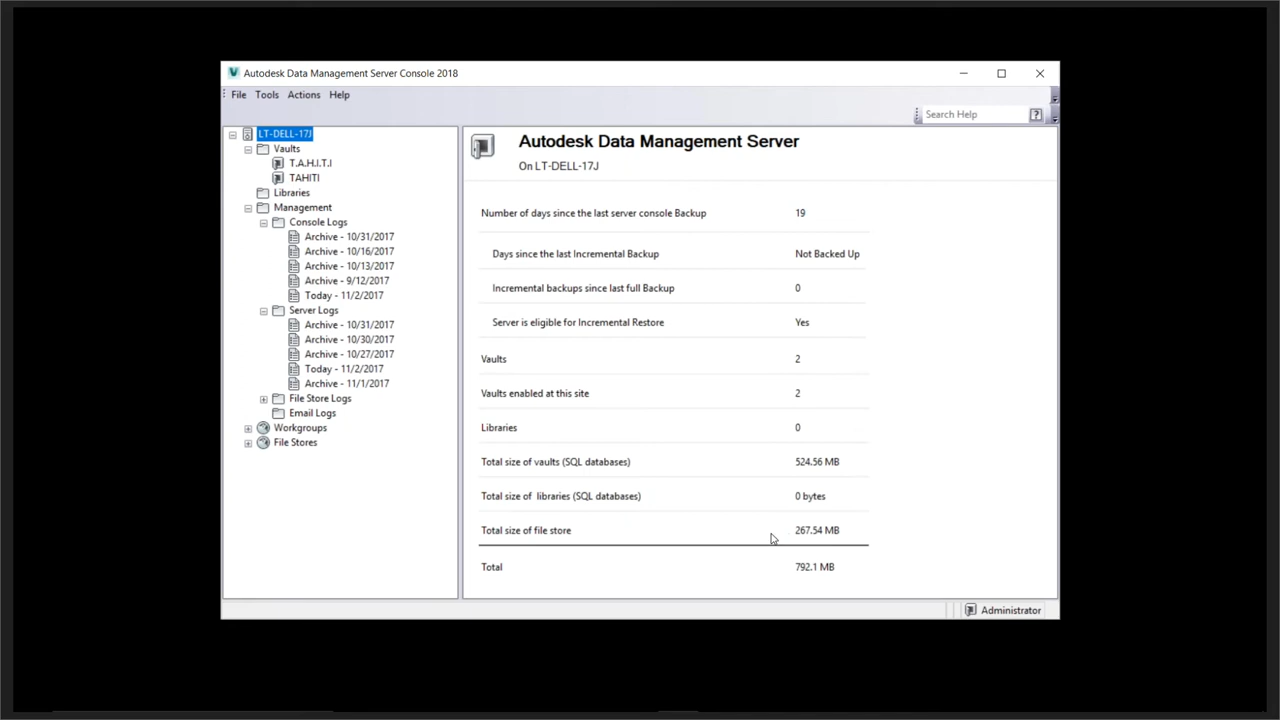 Autodesk Data Management Server Console 2018
File Tools Actions Help
Search Help
LT-DELL-17J
Vaults
T.A.H.I.T.I
TAHITI
Libraries
Management
Console Logs
Archive - 10/31/2017
Archive - 10/16/2017
Archive - 10/13/2017
Archive - 9/12/2017
Today - 11/2/2017
Server Logs
Archive - 10/31/2017
Archive - 10/30/2017
Archive - 10/27/2017
Today - 11/2/2017
Archive - 11/1/2017
File Store Logs
Email Logs
Workgroups
File Stores
Autodesk Data Management Server
On LT-DELL-17J
Number of days since the last server console Backup 19
Days since the last Incremental Backup Not Backed Up
Incremental backups since last full Backup 0
Server is eligible for Incremental Restore Yes
Vaults 2
Vaults enabled at this site 2
Libraries 0
Total size of vaults (SQL databases) 524.56 MB
Total size of libraries (SQL databases) 0 bytes
Total size of file store 267.54 MB
Total 792.1 MB
Administrator